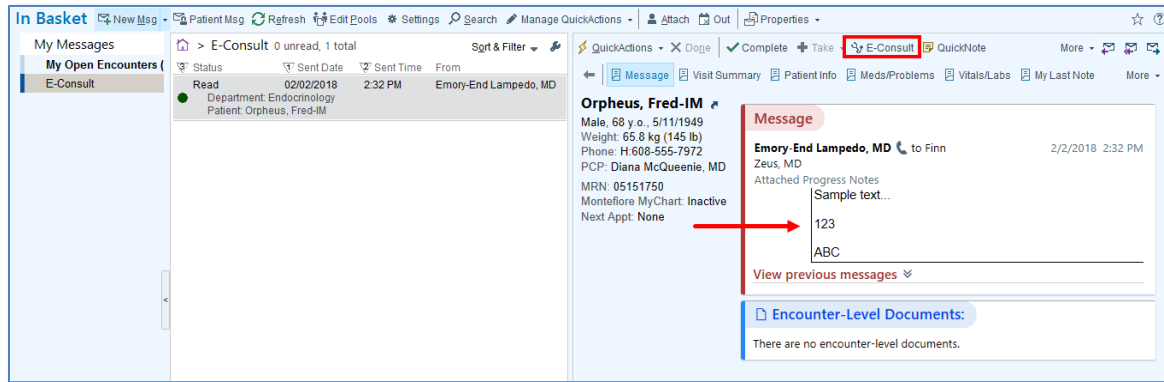 In Basket New Msg Patient Msg Refresh Edit Pools Settings Search Manage QuickActions Attach Out Properties
My Messages
My Open Encounters (
E-Consult
> E-Consult 0 unread, 1 total Sort & Filter
Status Sent Date Sent Time From
Read 02/02/2018 2:32 PM Emory-End Lampedo, MD
Department: Endocrinology
Patient: Orpheus, Fred-IM
<
QuickActions Done Complete Take E-Consult QuickNote More
Message Visit Summary Patient Info Meds/Problems Vitals/Labs My Last Note More
Orpheus, Fred-IM
Male, 68 y.o., 5/11/1949
Weight: 65.8 kg (145 lb)
Phone: H:608-555-7972
PCP: Diana McQueenie, MD
MRN: 05151750
Montefiore MyChart: Inactive
Next Appt: None
Message
Emory-End Lampedo, MD to Finn 2/2/2018 2:32 PM
Zeus, MD
Attached Progress Notes
Sample text...
123
ABC
View previous messages
Encounter-Level Documents:
There are no encounter-level documents.